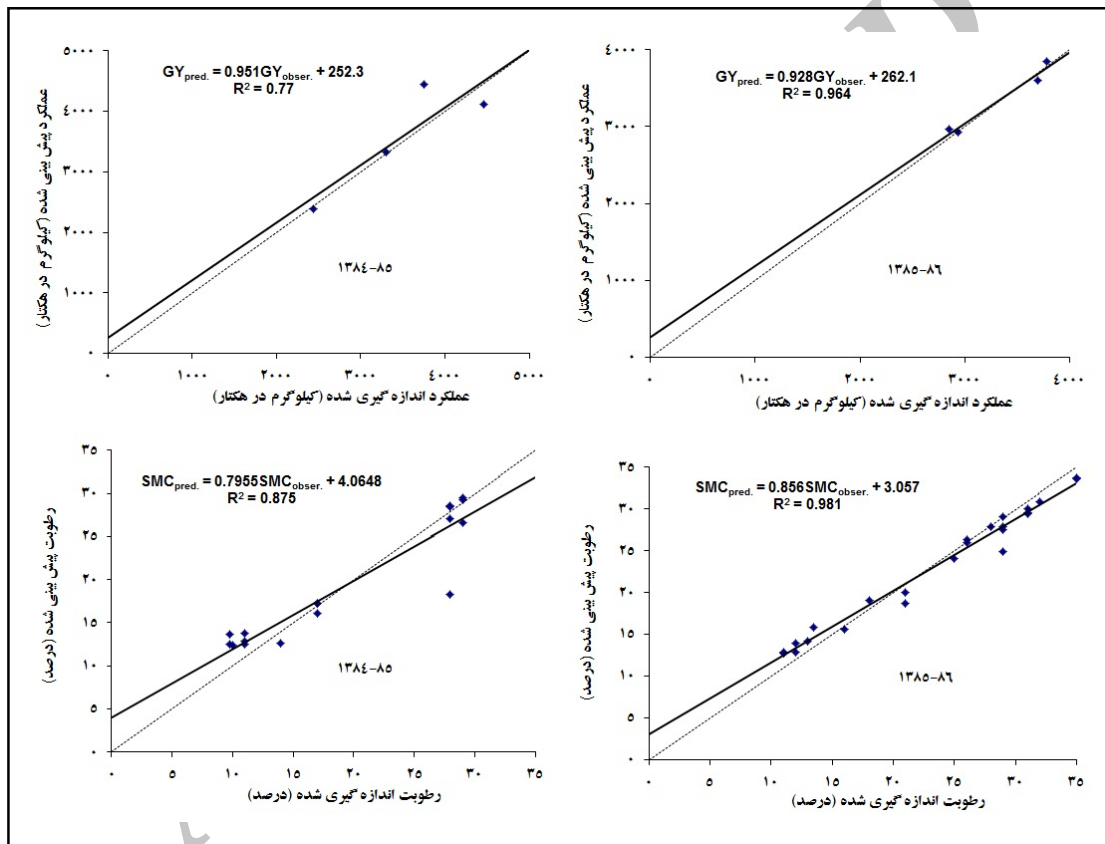 ۵۰۰۰
۴۰۰۰
۳۰۰۰
۲۰۰۰
۱۰۰۰
۰
GYpred. = 0.951GYobser. + 252.3
R² = 0.77
۱۳۸٤-۸۵
عملکرد پیش بینی شده (کیلوگرم در هکتار)
۰ ۱۰۰۰ ۲۰۰۰ ۳۰۰۰ ٤۰۰۰ ۵۰۰۰
عملکرد اندازه گیری شده (کیلوگرم در هکتار)
٤۰۰۰
۳۰۰۰
۲۰۰۰
۱۰۰۰
۰
GYpred. = 0.928GYobser. + 262.1
R² = 0.964
۱۳۸۵-۸٦
عملکرد پیش بینی شده (کیلوگرم در هکتار)
۰ ۱۰۰۰ ۲۰۰۰ ۳۰۰۰ ٤۰۰۰
عملکرد اندازه گیری شده (کیلوگرم در هکتار)
۳۵
۳۰
۲۵
۲۰
۱۵
۱۰
۵
۰
SMCpred. = 0.7955SMCobser. + 4.0648
R² = 0.875
۱۳۸٤-۸۵
رطوبت پیش بینی شده (درصد)
۰ ۵ ۱۰ ۱۵ ۲۰ ۲۵ ۳۰ ۳۵
رطوبت اندازه گیری شده (درصد)
۳۵
۳۰
۲۵
۲۰
۱۵
۱۰
۵
۰
SMCpred. = 0.856SMCobser. + 3.057
R² = 0.981
۱۳۸۵-۸٦
رطوبت پیش بینی شده (درصد)
۰ ۵ ۱۰ ۱۵ ۲۰ ۲۵ ۳۰ ۳۵
رطوبت اندازه گیری شده (درصد)